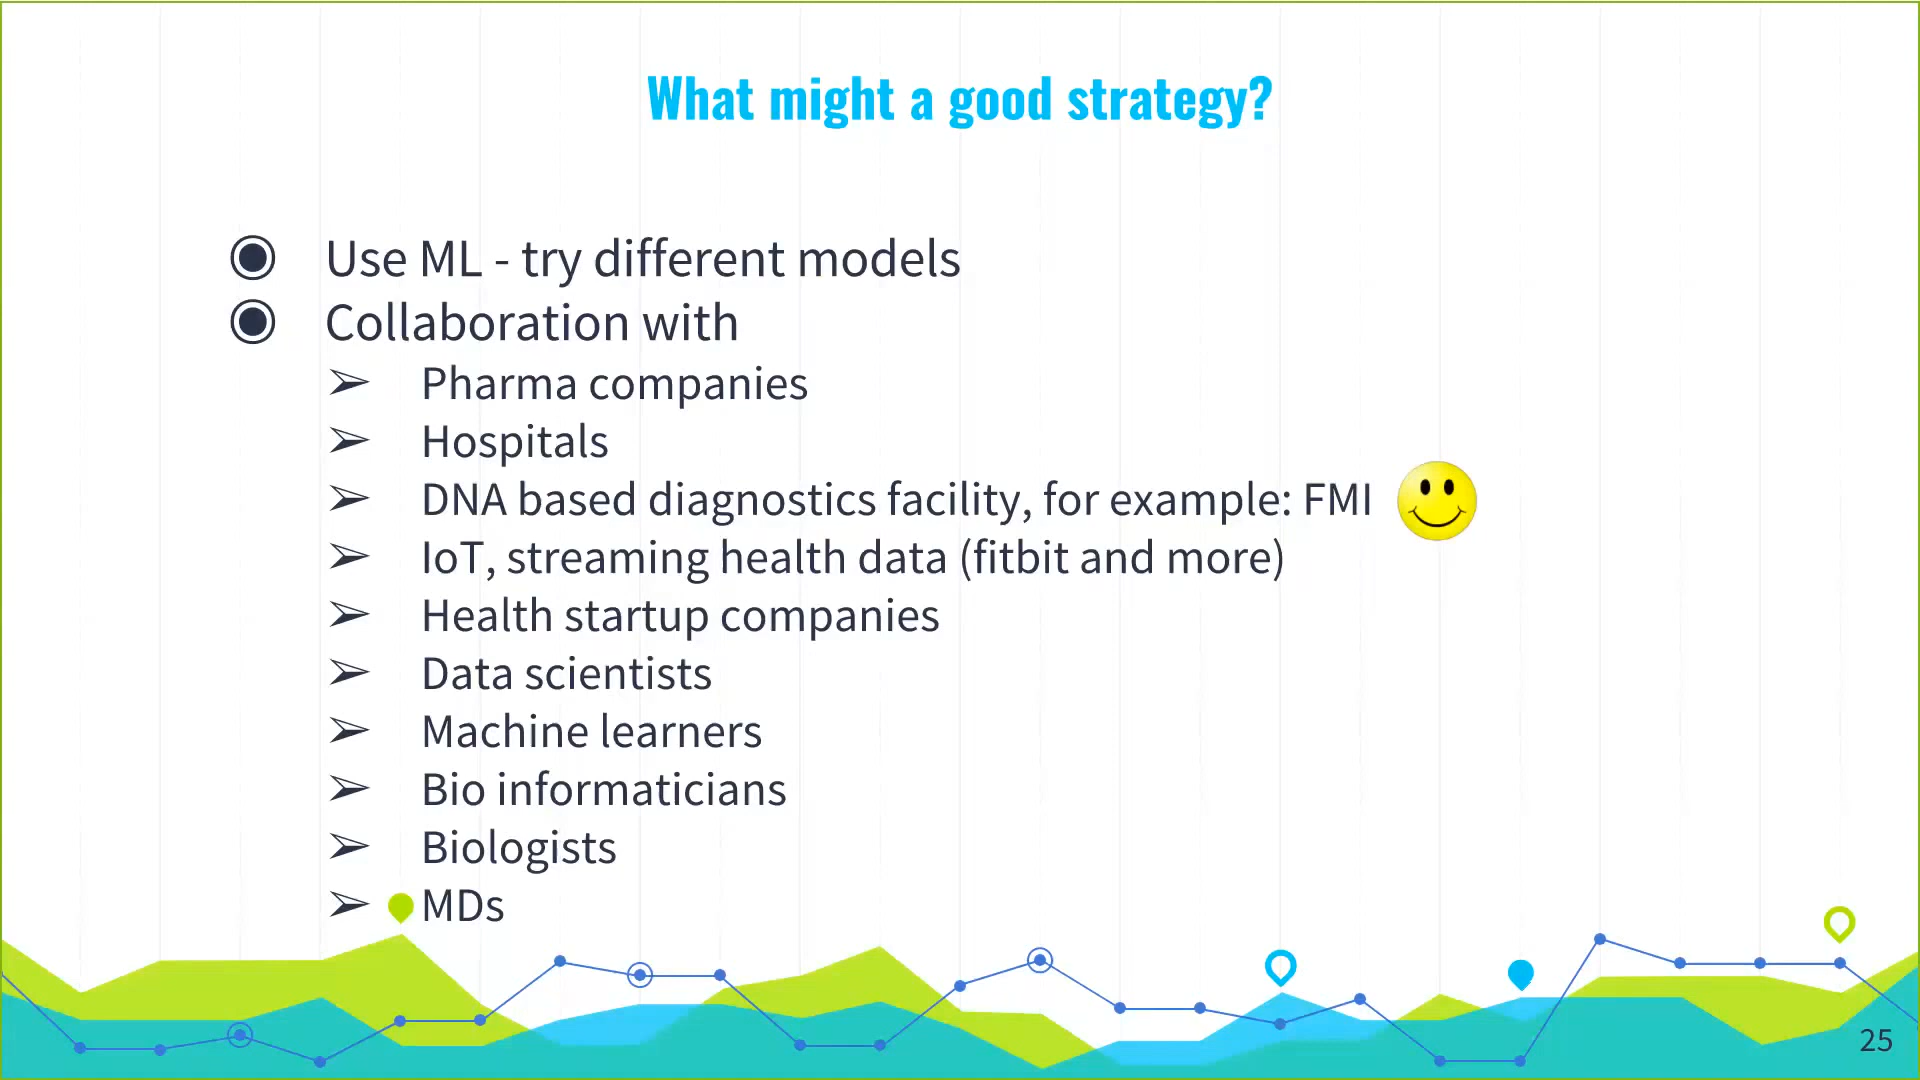 What might a good strategy?
Use ML - try different models
Collaboration with
Pharma companies
Hospitals
DNA based diagnostics facility, for example: FMI
IoT, streaming health data (fitbit and more)
Health startup companies
Data scientists
Machine learners
Bio informaticians
Biologists
MDs
25